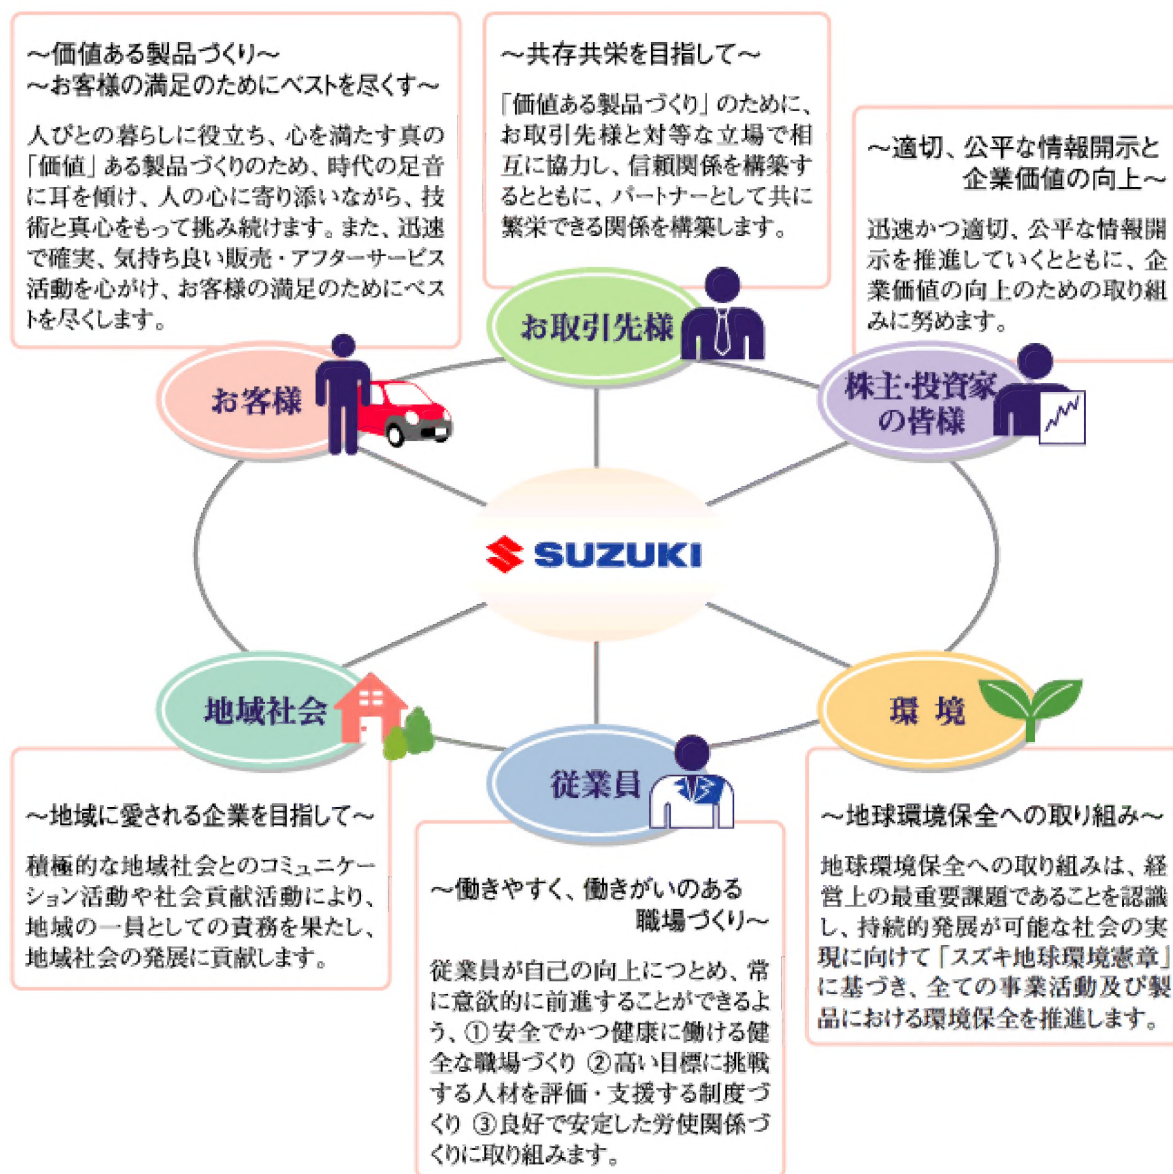 ～価値ある製品づくり～
～お客様の満足のためにベストを尽くす～
人びとの暮らしに役立ち、心を満たす真の
「価値」ある製品づくりのため、時代の足音
に耳を傾け、人の心に寄り添いながら、技
術と真心をもって挑み続けます。また、迅速
で確実、気持ち良い販売・アフターサービス
活動を心がけ、お客様の満足のためにベス
トを尽くします。
お客様
～共存共栄を目指して～
「価値ある製品づくり」のために、
お取引先様と対等な立場で相
互に協力し、信頼関係を構築す
るとともに、パートナーとして共に
繁栄できる関係を構築します。
お取引先様
～適切、公平な情報開示と
企業価値の向上～
迅速かつ適切、公平な情報開
示を推進していくとともに、企
業価値の向上のための取り組
みに努めます。
株主・投資家
の皆様
SUZUKI
地域社会
～地域に愛される企業を目指して～
積極的な地域社会とのコミュニケー
ション活動や社会貢献活動により、
地域の一員としての責務を果たし、
地域社会の発展に貢献します。
従業員
～働きやすく、働きがいのある
職場づくり～
従業員が自己の向上につとめ、常
に意欲的に前進することができるよ
う、①安全でかつ健康に働ける健
全な職場づくり ②高い目標に挑戦
する人材を評価・支援する制度づ
くり ③良好で安定した労使関係づ
くりに取り組みます。
環境
～地球環境保全への取り組み～
地球環境保全への取り組みは、経
営上の最重要課題であることを認識
し、持続的発展が可能な社会の実
現に向けて「スズキ地球環境憲章」
に基づき、全ての事業活動及び製
品における環境保全を推進します。